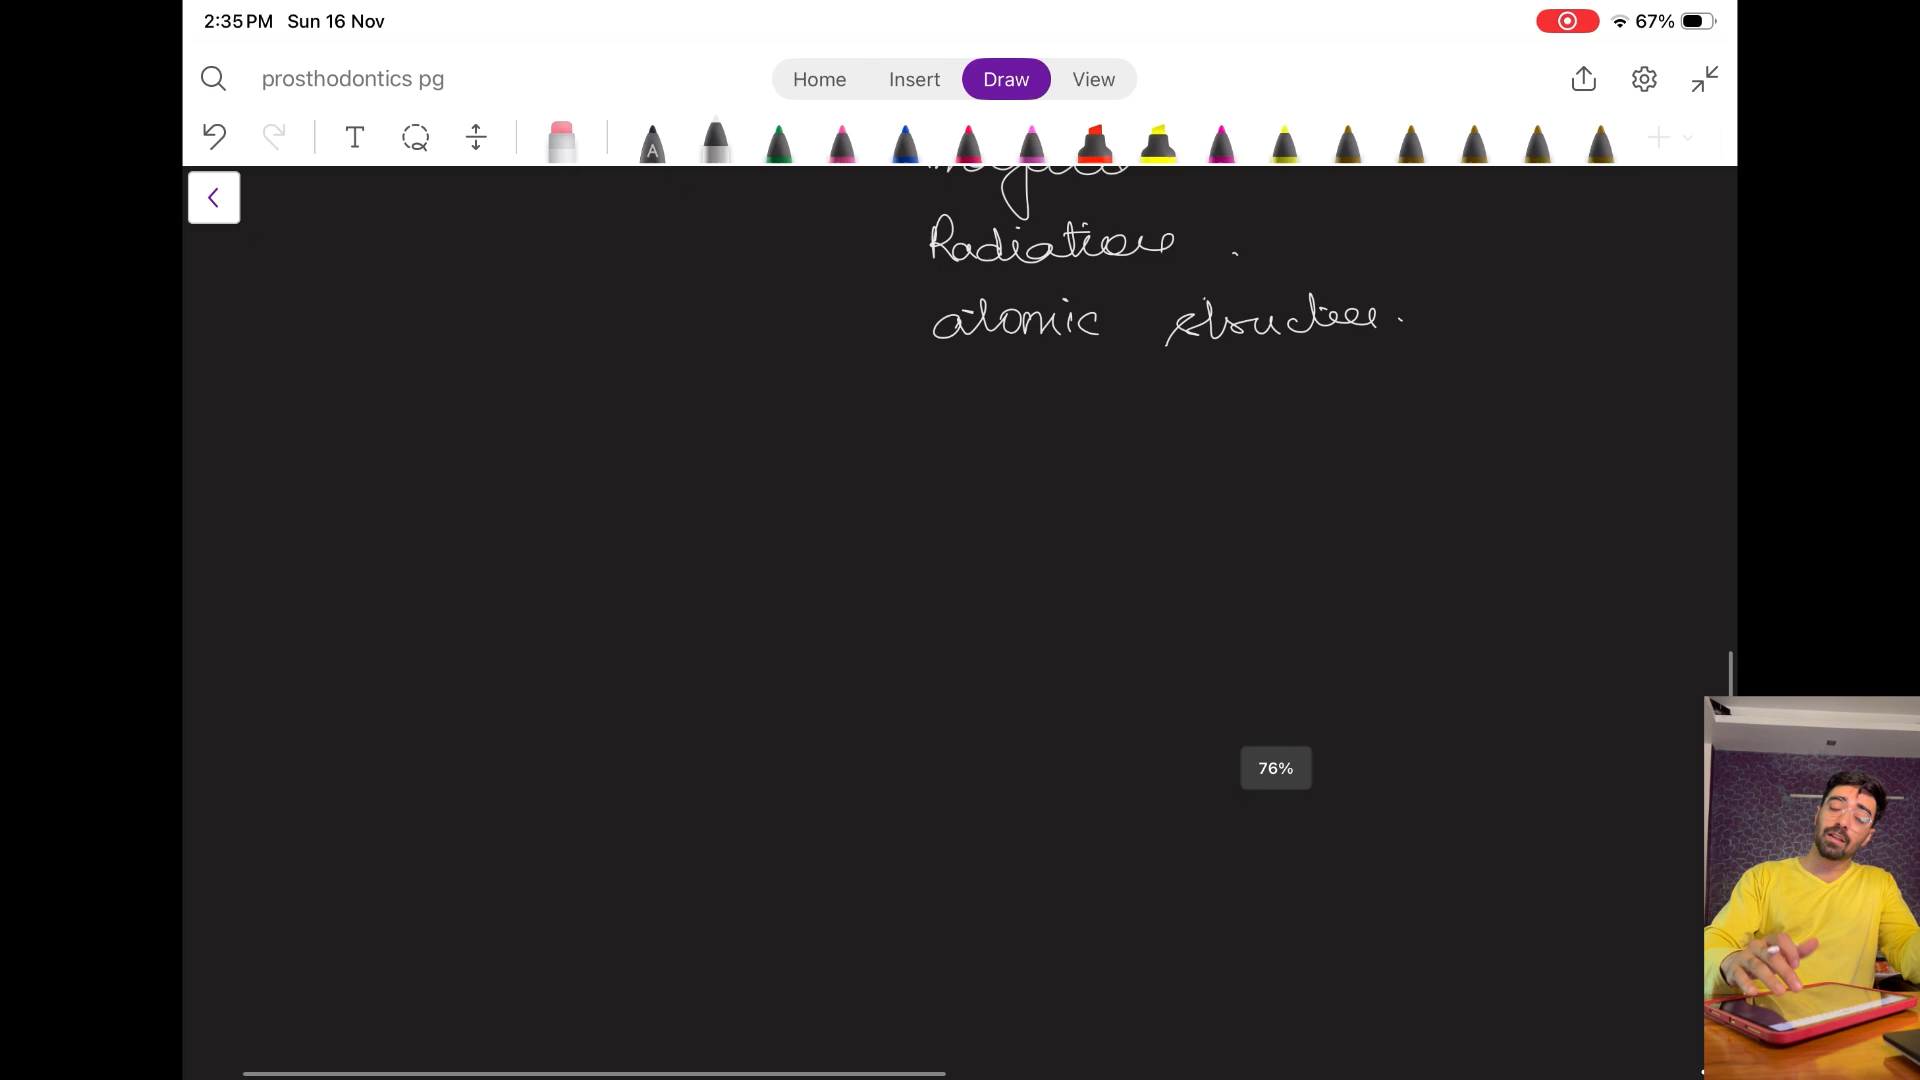 2:35 PM Sun 16 Nov 67%
prosthodontics pg Home Insert Draw View
T A
Radiation .
atomic structure .
76%